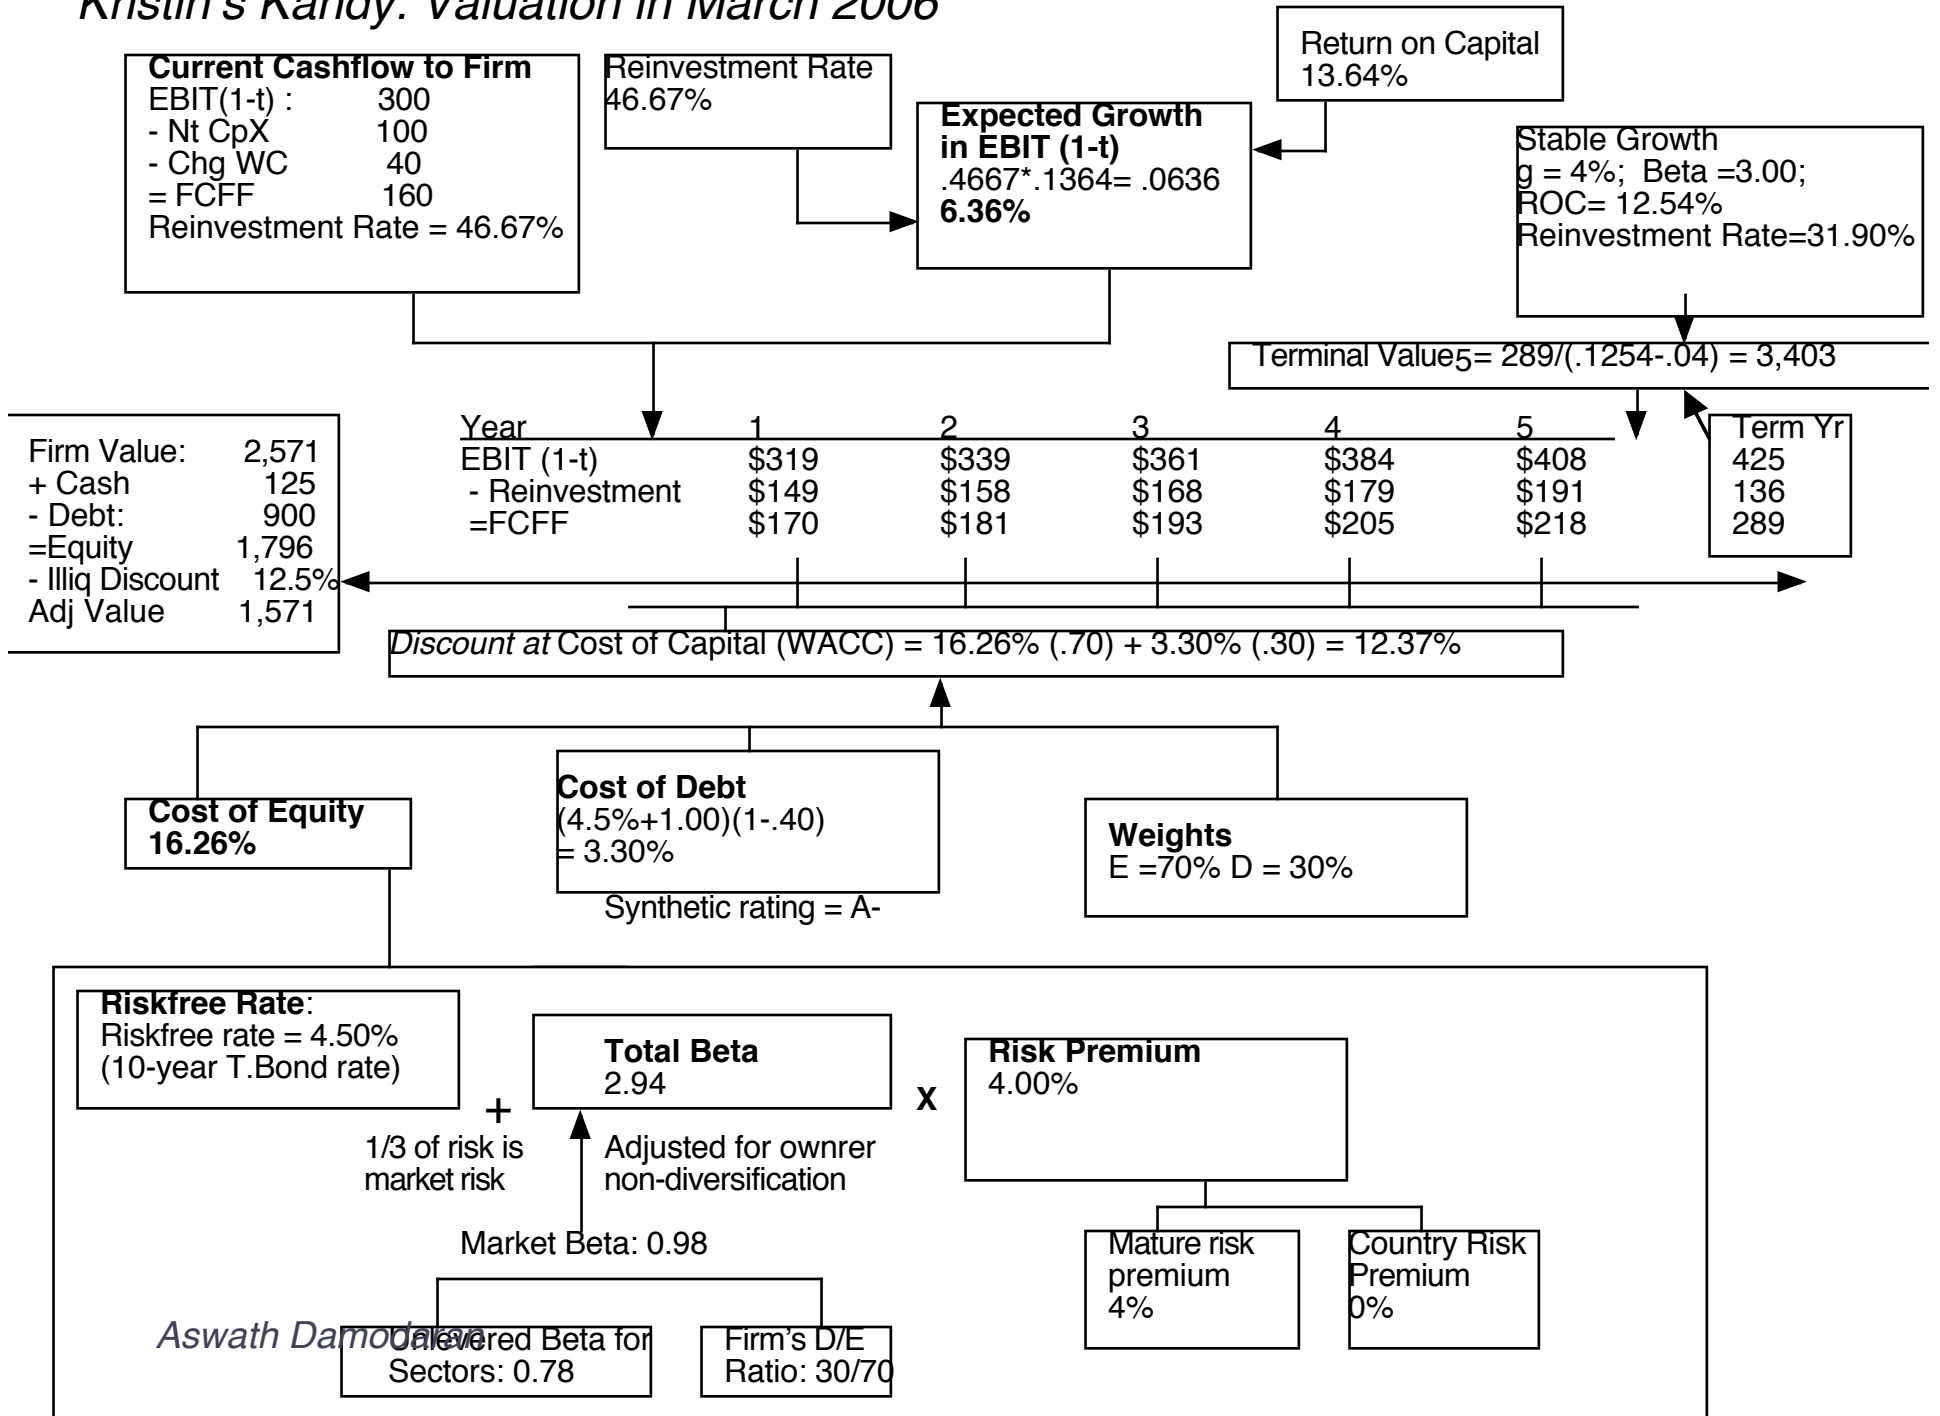 Kristin's Kandy: Valuation in March 2006
Current Cashflow to Firm
EBIT(1-t) : 300
- Nt CpX 100
- Chg WC 40
= FCFF 160
Reinvestment Rate = 46.67%
Reinvestment Rate
46.67%
Expected Growth
in EBIT (1-t)
.4667*.1364= .0636
6.36%
Return on Capital
13.64%
Stable Growth
g = 4%; Beta =3.00;
ROC= 12.54%
Reinvestment Rate=31.90%
Terminal Value5= 289/(.1254-.04) = 3,403
Firm Value: 2,571
+ Cash 125
- Debt: 900
=Equity 1,796
- Illiq Discount 12.5%
Adj Value 1,571
Year 1 2 3 4 5
EBIT (1-t) $319 $339 $361 $384 $408
- Reinvestment $149 $158 $168 $179 $191
=FCFF $170 $181 $193 $205 $218
Term Yr
425
136
289
Discount at Cost of Capital (WACC) = 16.26% (.70) + 3.30% (.30) = 12.37%
Cost of Equity
16.26%
Cost of Debt
(4.5%+1.00)(1-.40)
= 3.30%
Synthetic rating = A-
Weights
E =70% D = 30%
Riskfree Rate:
Riskfree rate = 4.50%
(10-year T.Bond rate)
+
Total Beta
2.94
x
Risk Premium
4.00%
1/3 of risk is
market risk
Adjusted for ownrer
non-diversification
Market Beta: 0.98
Mature risk
premium
4%
Country Risk
Premium
0%
Aswath Damodaran
Unlevered Beta for
Sectors: 0.78
Firm's D/E
Ratio: 30/70